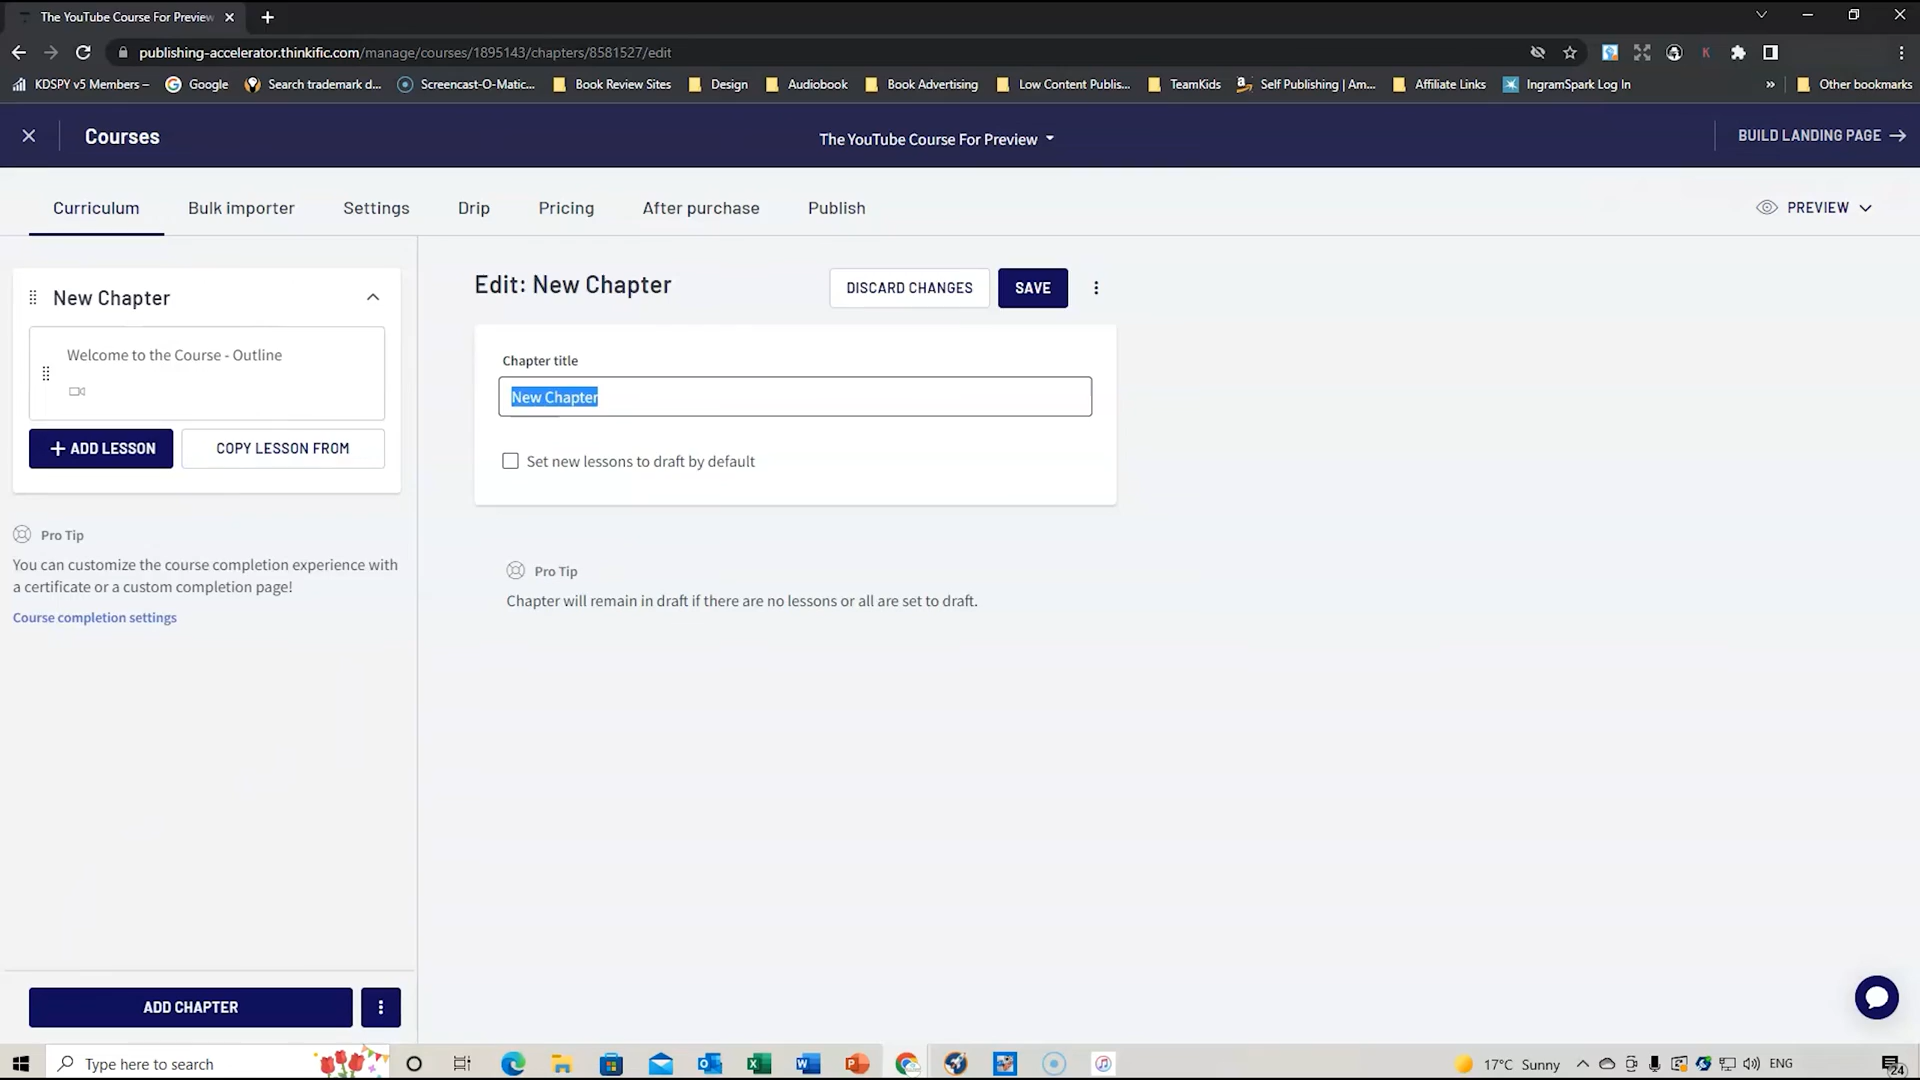 The YouTube Course For Preview
publishing-accelerator.thinkific.com/manage/courses/1895143/chapters/8581527/edit
K
KDSPY v5 Members –
Google
Search trademark d...
Screencast-O-Matic...
Book Review Sites
Design
Audiobook
Book Advertising
Low Content Publis...
TeamKids
Self Publishing | Am...
Affiliate Links
IngramSpark Log In
»
Other bookmarks
Courses
The YouTube Course For Preview
BUILD LANDING PAGE
Curriculum
Bulk importer
Settings
Drip
Pricing
After purchase
Publish
PREVIEW
New Chapter
Welcome to the Course - Outline
+ ADD LESSON
COPY LESSON FROM
Pro Tip
You can customize the course completion experience with
a certificate or a custom completion page!
Course completion settings
ADD CHAPTER
Edit: New Chapter
DISCARD CHANGES
SAVE
Chapter title
New Chapter
Set new lessons to draft by default
Pro Tip
Chapter will remain in draft if there are no lessons or all are set to draft.
Type here to search
17°C Sunny
ENG
24